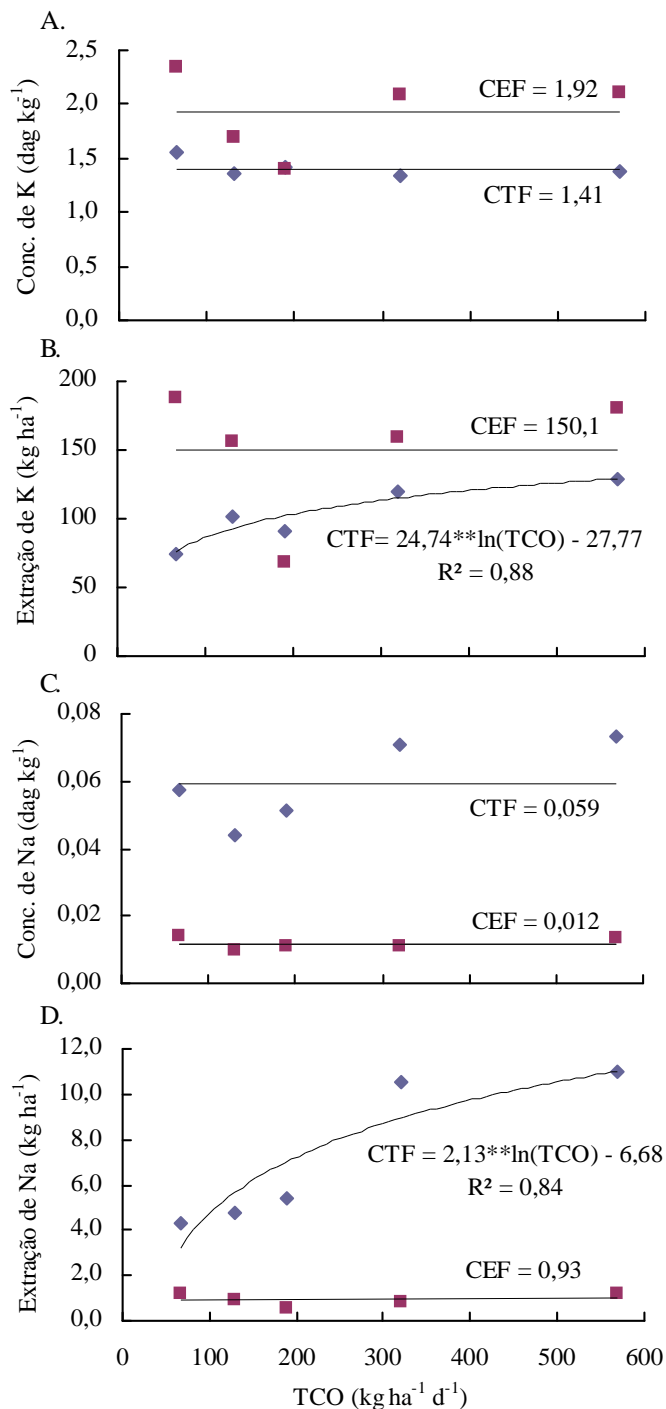 A.
2,5
2,0
1,5
1,0
0,5
0,0
Conc. de K (dag kg⁻¹)
CEF = 1,92
CTF = 1,41
B.
200
150
100
50
0
Extração de K (kg ha⁻¹)
CEF = 150,1
CTF= 24,74**ln(TCO) - 27,77
R² = 0,88
C.
0,08
0,06
0,04
0,02
0,00
Conc. de Na (dag kg⁻¹)
CTF = 0,059
CEF = 0,012
D.
12,0
10,0
8,0
6,0
4,0
2,0
0,0
Extração de Na (kg ha⁻¹)
CTF = 2,13**ln(TCO) - 6,68
R² = 0,84
CEF = 0,93
0 100 200 300 400 500 600
TCO (kg ha⁻¹ d⁻¹)